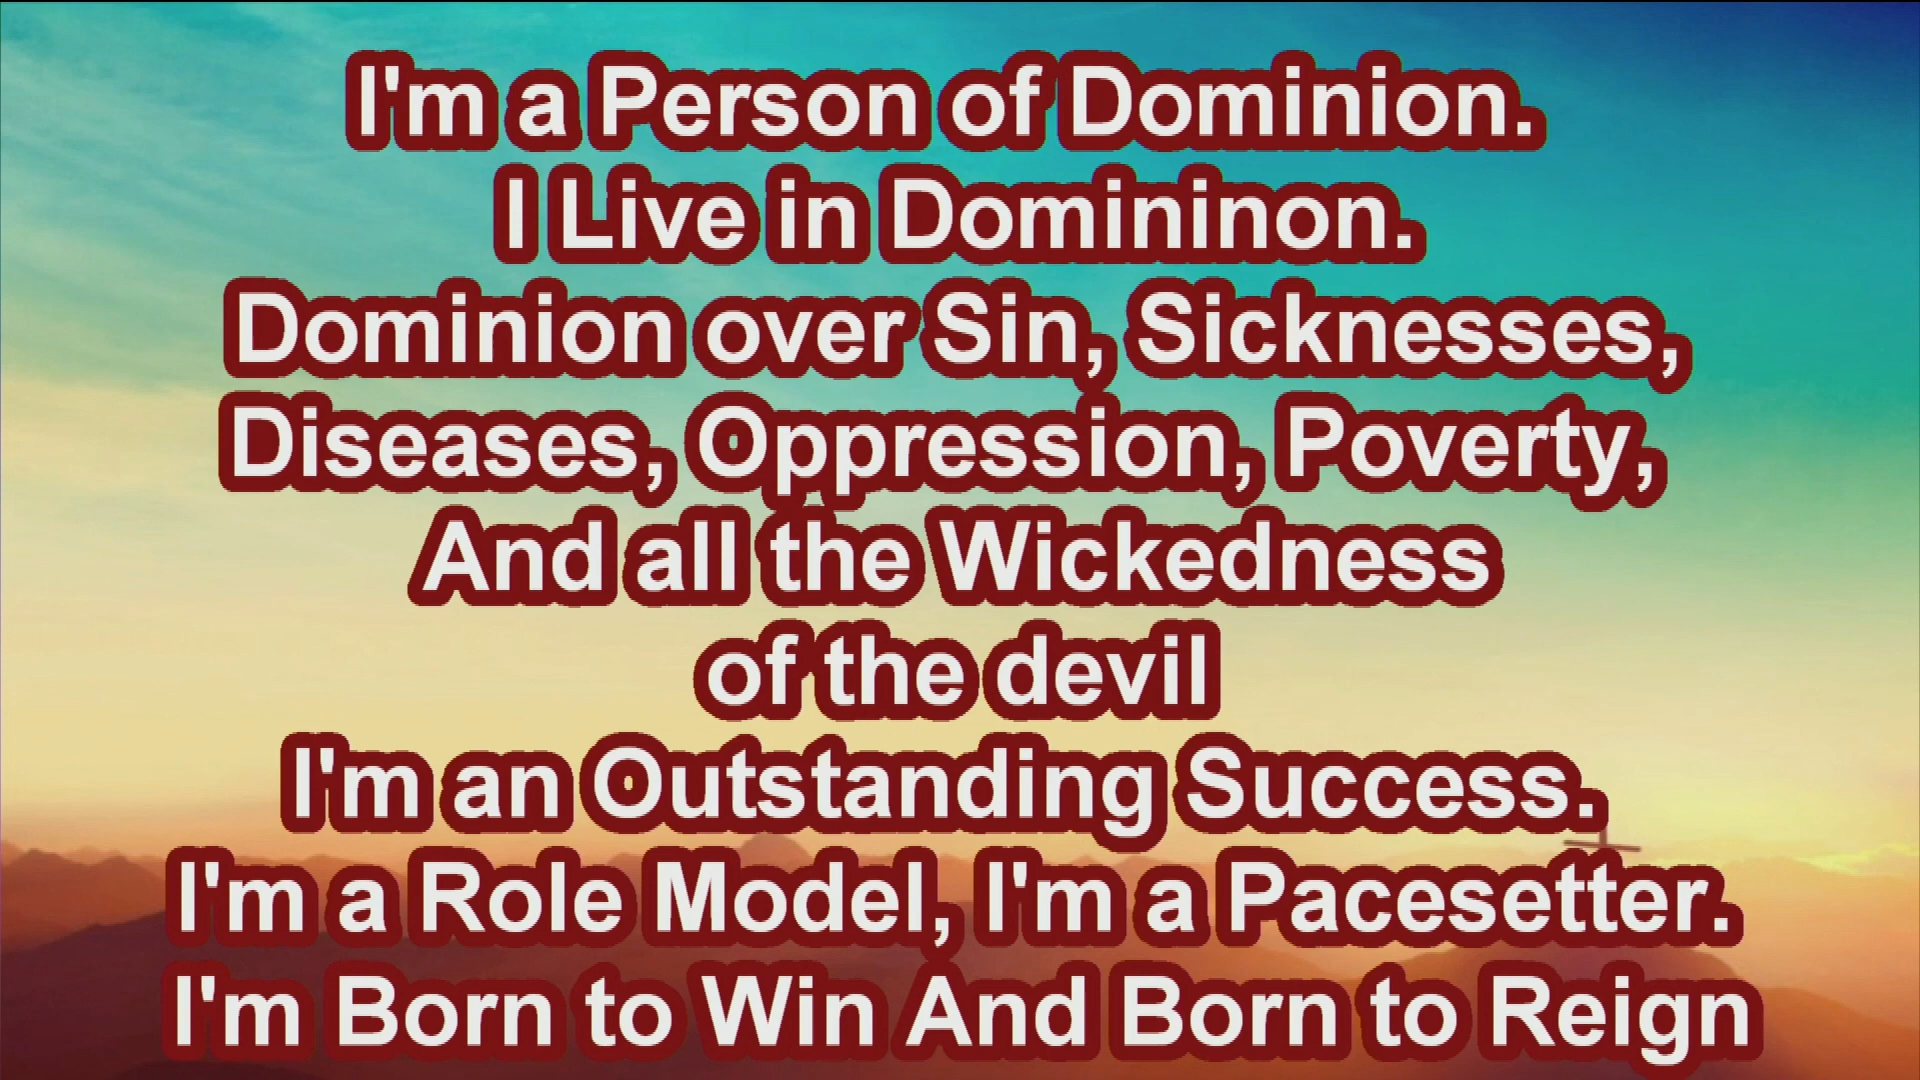 I'm a Person of Dominion.
I Live in Domininon.
Dominion over Sin, Sicknesses,
Diseases, Oppression, Poverty,
And all the Wickedness
of the devil
I'm an Outstanding Success.
I'm a Role Model, I'm a Pacesetter.
I'm Born to Win And Born to Reign